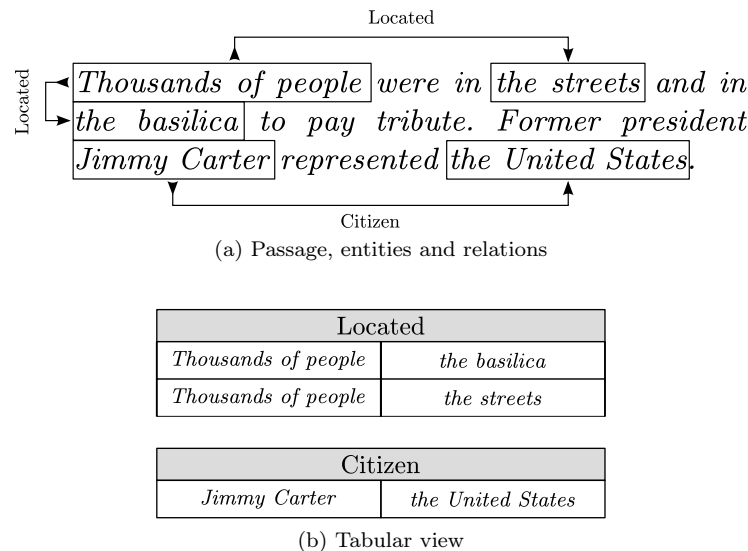 Located
Located
Thousands of people were in the streets and in
the basilica to pay tribute. Former president
Jimmy Carter represented the United States.
Citizen
(a) Passage, entities and relations
Located
Thousands of people the basilica
Thousands of people the streets
Citizen
Jimmy Carter the United States
(b) Tabular view